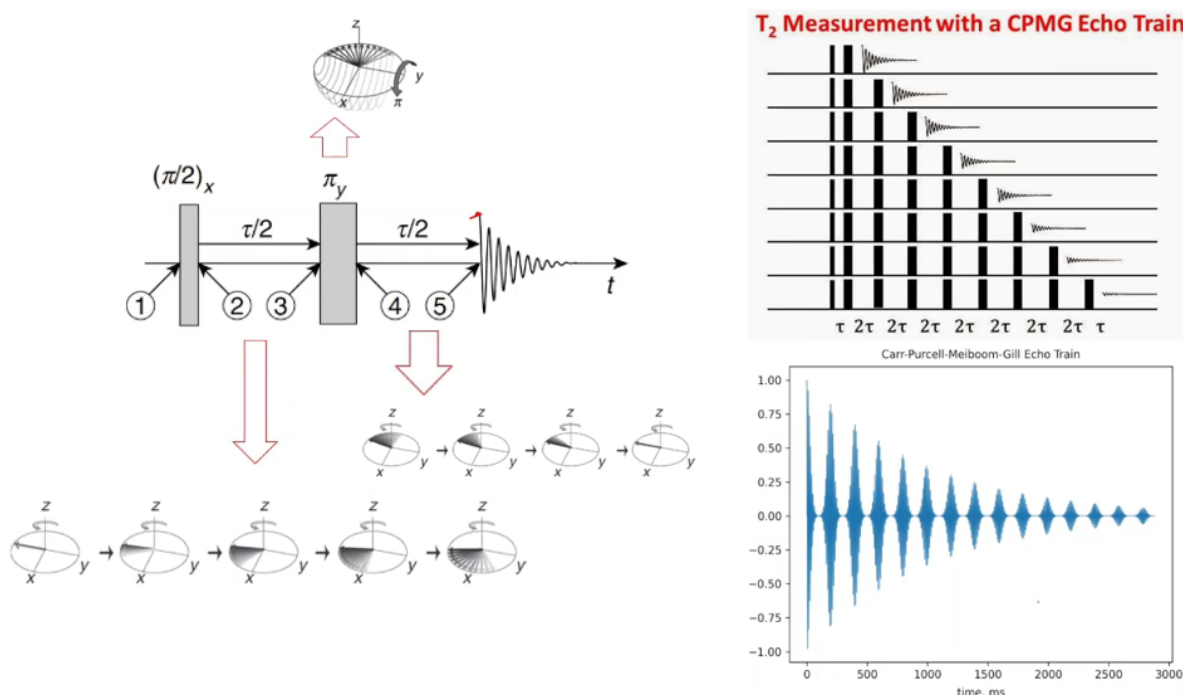 z
y
x
π
(π/2)ₓ
π_y
τ/2
τ/2
1
2
3
4
5
t
z
z
z
z
x
y
x
y
x
y
x
y
z
z
z
z
z
x
y
x
y
x
y
x
y
x
y
T₂ Measurement with a CPMG Echo Train
τ 2τ 2τ 2τ 2τ 2τ 2τ 2τ τ
Carr-Purcell-Meiboom-Gill Echo Train
1.00
0.75
0.50
0.25
0.00
−0.25
−0.50
−0.75
−1.00
0 500 1000 1500 2000 2500 3000
time, ms